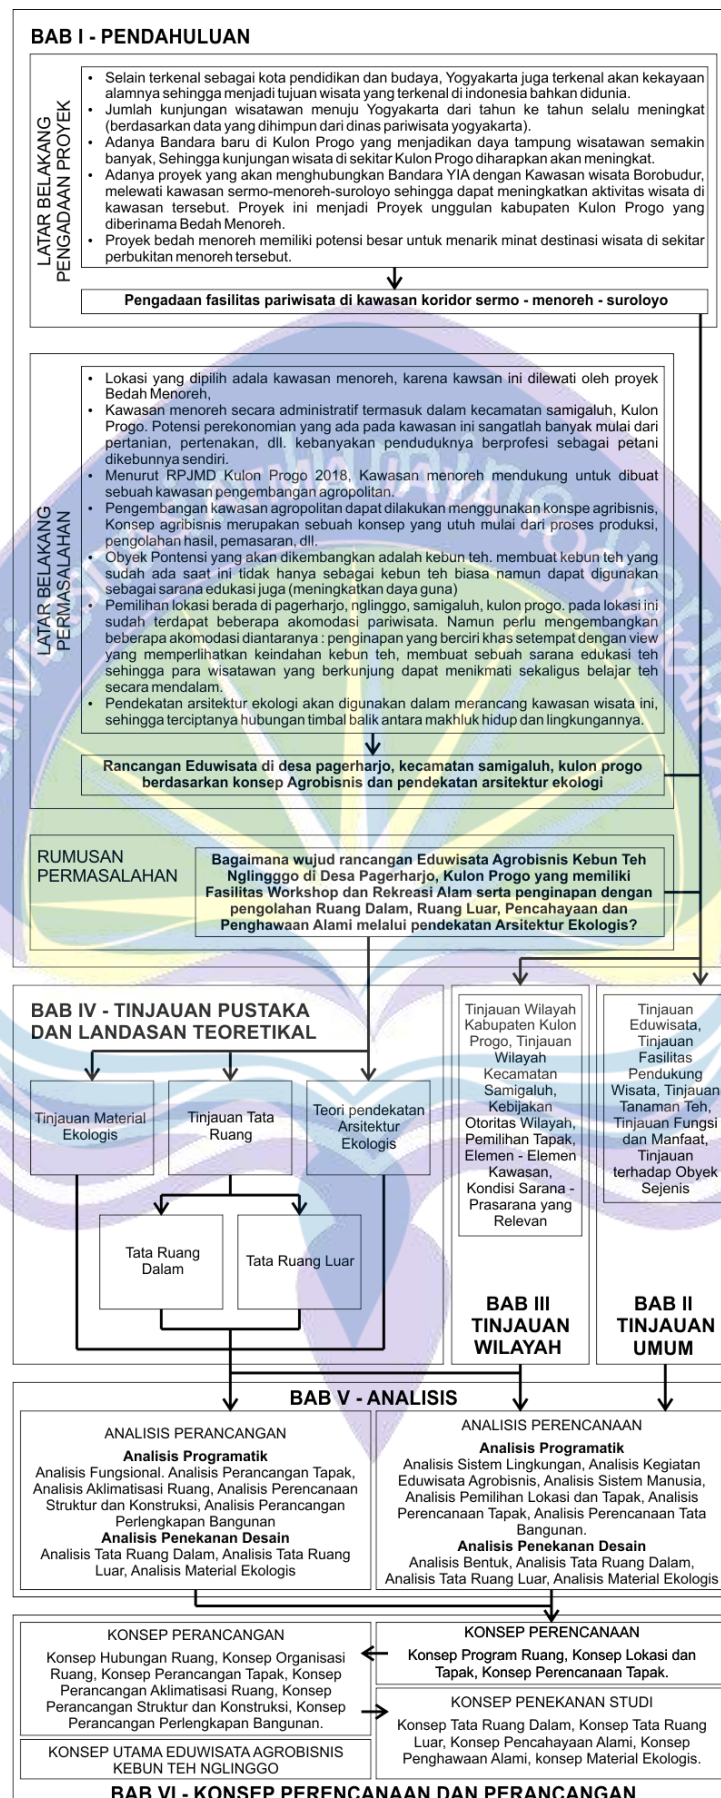 BAB I - PENDAHULUAN
LATAR BELAKANG
PENGADAAN PROYEK
• Selain terkenal sebagai kota pendidikan dan budaya, Yogyakarta juga terkenal akan kekayaan
alamnya sehingga menjadi tujuan wisata yang terkenal di indonesia bahkan didunia.
• Jumlah kunjungan wisatawan menuju Yogyakarta dari tahun ke tahun selalu meningkat
(berdasarkan data yang dihimpun dari dinas pariwisata yogyakarta).
• Adanya Bandara baru di Kulon Progo yang menjadikan daya tampung wisatawan semakin
banyak, Sehingga kunjungan wisata di sekitar Kulon Progo diharapkan akan meningkat.
• Adanya proyek yang akan menghubungkan Bandara YIA dengan Kawasan wisata Borobudur,
melewati kawasan sermo-menoreh-suroloyo sehingga dapat meningkatkan aktivitas wisata di
kawasan tersebut. Proyek ini menjadi Proyek unggulan kabupaten Kulon Progo yang
diberinama Bedah Menoreh.
• Proyek bedah menoreh memiliki potensi besar untuk menarik minat destinasi wisata di sekitar
perbukitan menoreh tersebut.
Pengadaan fasilitas pariwisata di kawasan koridor sermo - menoreh - suroloyo
LATAR BELAKANG
PERMASALAHAN
• Lokasi yang dipilih adala kawasan menoreh, karena kawsan ini dilewati oleh proyek
Bedah Menoreh,
• Kawasan menoreh secara administratif termasuk dalam kecamatan samigaluh, Kulon
Progo. Potensi perekonomian yang ada pada kawasan ini sangatlah banyak mulai dari
pertanian, pertenakan, dll. kebanyakan penduduknya berprofesi sebagai petani
dikebunnya sendiri.
• Menurut RPJMD Kulon Progo 2018, Kawasan menoreh mendukung untuk dibuat
sebuah kawasan pengembangan agropolitan.
• Pengembangan kawasan agropolitan dapat dilakukan menggunakan konspe agribisnis,
Konsep agribisnis merupakan sebuah konsep yang utuh mulai dari proses produksi,
pengolahan hasil, pemasaran, dll.
• Obyek Pontensi yang akan dikembangkan adalah kebun teh. membuat kebun teh yang
sudah ada saat ini tidak hanya sebagai kebun teh biasa namun dapat digunakan
sebagai sarana edukasi juga (meningkatkan daya guna)
• Pemilihan lokasi berada di pagerharjo, nglinggo, samigaluh, kulon progo. pada lokasi ini
sudah terdapat beberapa akomodasi pariwisata. Namun perlu mengembangkan
beberapa akomodasi diantaranya : penginapan yang berciri khas setempat dengan view
yang memperlihatkan keindahan kebun teh, membuat sebuah sarana edukasi teh
sehingga para wisatawan yang berkunjung dapat menikmati sekaligus belajar teh
secara mendalam.
• Pendekatan arsitektur ekologi akan digunakan dalam merancang kawasan wisata ini,
sehingga terciptanya hubungan timbal balik antara makhluk hidup dan lingkungannya.
Rancangan Eduwisata di desa pagerharjo, kecamatan samigaluh, kulon progo
berdasarkan konsep Agrobisnis dan pendekatan arsitektur ekologi
RUMUSAN
PERMASALAHAN
Bagaimana wujud rancangan Eduwisata Agrobisnis Kebun Teh
Nglingggo di Desa Pagerharjo, Kulon Progo yang memiliki
Fasilitas Workshop dan Rekreasi Alam serta penginapan dengan
pengolahan Ruang Dalam, Ruang Luar, Pencahayaan dan
Penghawaan Alami melalui pendekatan Arsitektur Ekologis?
BAB IV - TINJAUAN PUSTAKA
DAN LANDASAN TEORETIKAL
Tinjauan Material
Ekologis
Tinjauan Tata
Ruang
Teori pendekatan
Arsitektur
Ekologis
Tata Ruang
Dalam
Tata Ruang Luar
Tinjauan Wilayah
Kabupaten Kulon
Progo, Tinjauan
Wilayah
Kecamatan
Samigaluh,
Kebijakan
Otoritas Wilayah,
Pemilihan Tapak,
Elemen - Elemen
Kawasan,
Kondisi Sarana -
Prasarana yang
Relevan
BAB III
TINJAUAN
WILAYAH
Tinjauan
Eduwisata,
Tinjauan
Fasilitas
Pendukung
Wisata, Tinjauan
Tanaman Teh,
Tinjauan Fungsi
dan Manfaat,
Tinjauan
terhadap Obyek
Sejenis
BAB II
TINJAUAN
UMUM
BAB V - ANALISIS
ANALISIS PERANCANGAN
Analisis Programatik
Analisis Fungsional. Analisis Perancangan Tapak,
Analisis Aklimatisasi Ruang, Analisis Perencanaan
Struktur dan Konstruksi, Analisis Perancangan
Perlengkapan Bangunan
Analisis Penekanan Desain
Analisis Tata Ruang Dalam, Analisis Tata Ruang
Luar, Analisis Material Ekologis
ANALISIS PERENCANAAN
Analisis Programatik
Analisis Sistem Lingkungan, Analisis Kegiatan
Eduwisata Agrobisnis, Analisis Sistem Manusia,
Analisis Pemilihan Lokasi dan Tapak, Analisis
Perencanaan Tapak, Analisis Perencanaan Tata
Bangunan.
Analisis Penekanan Desain
Analisis Bentuk, Analisis Tata Ruang Dalam,
Analisis Tata Ruang Luar, Analisis Material Ekologis
KONSEP PERANCANGAN
Konsep Hubungan Ruang, Konsep Organisasi
Ruang, Konsep Perancangan Tapak, Konsep
Perancangan Aklimatisasi Ruang, Konsep
Perancangan Struktur dan Konstruksi, Konsep
Perancangan Perlengkapan Bangunan.
KONSEP PERENCANAAN
Konsep Program Ruang, Konsep Lokasi dan
Tapak, Konsep Perencanaan Tapak.
KONSEP PENEKANAN STUDI
Konsep Tata Ruang Dalam, Konsep Tata Ruang
Luar, Konsep Pencahayaan Alami, Konsep
Penghawaan Alami, konsep Material Ekologis.
KONSEP UTAMA EDUWISATA AGROBISNIS
KEBUN TEH NGLINGGO
BAB VI - KONSEP PERENCANAAN DAN PERANCANGAN